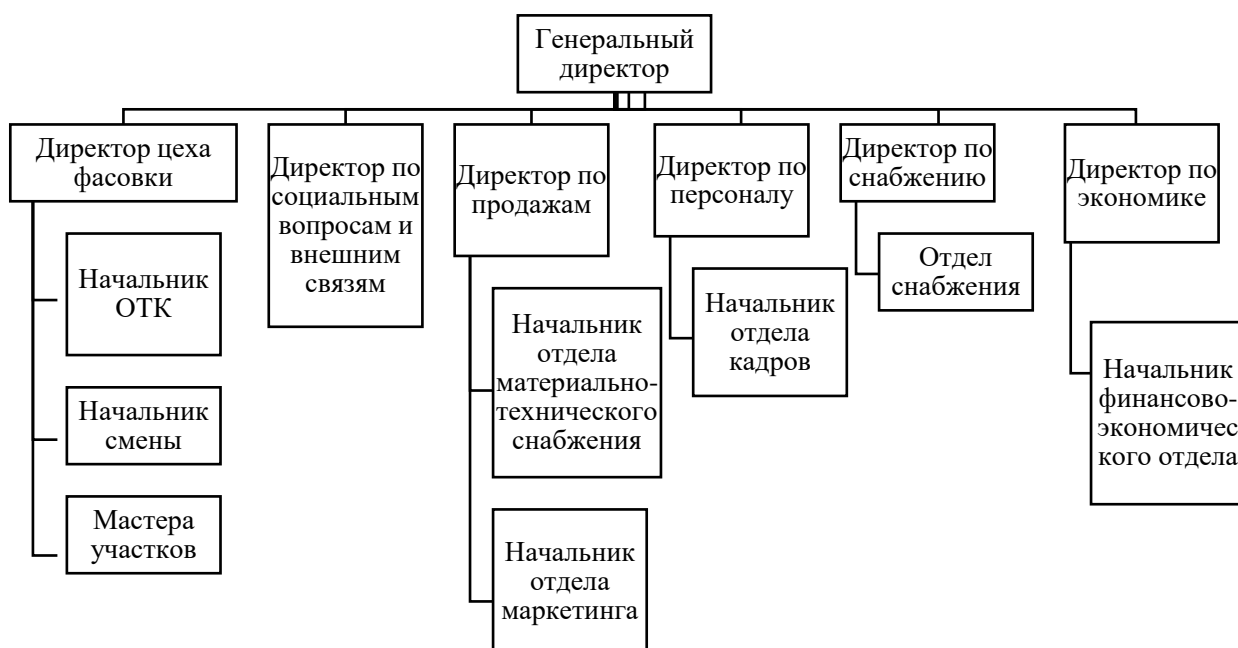 Генеральный
директор
Директор цеха
фасовки
Начальник
ОТК
Начальник
смены
Мастера
участков
Директор по
социальным
вопросам и
внешним
связям
Директор по
продажам
Начальник
отдела
материально-
технического
снабжения
Начальник
отдела
маркетинга
Директор по
персоналу
Начальник
отдела
кадров
Директор по
снабжению
Отдел
снабжения
Директор по
экономике
Начальник
финансово-
экономичес
кого отдела